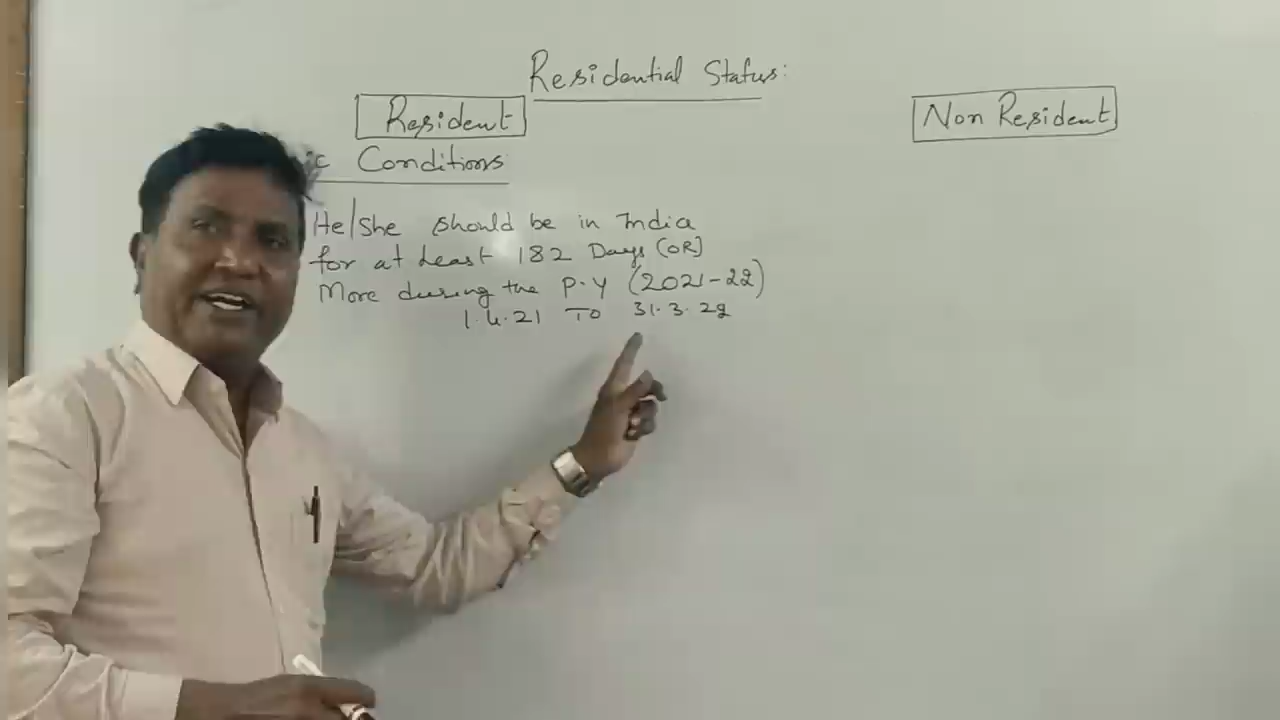 Residential Status:
Resident
Non Resident
Conditions
He/She should be in India
for at Least 182 Days (OR)
More during the P.Y (2021-22)
1.4.21 TO 31.3.22